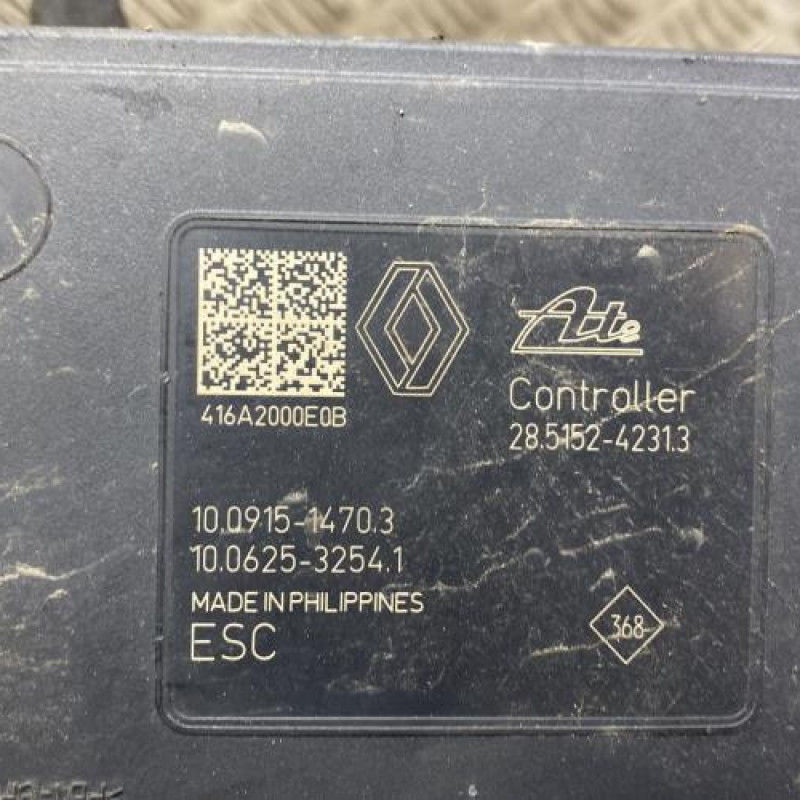 416A2000E0B
Ate
Controller
28.5152-4231.3
10.0915-1470.3
10.0625-3254.1
MADE IN PHILIPPINES
ESC
368-